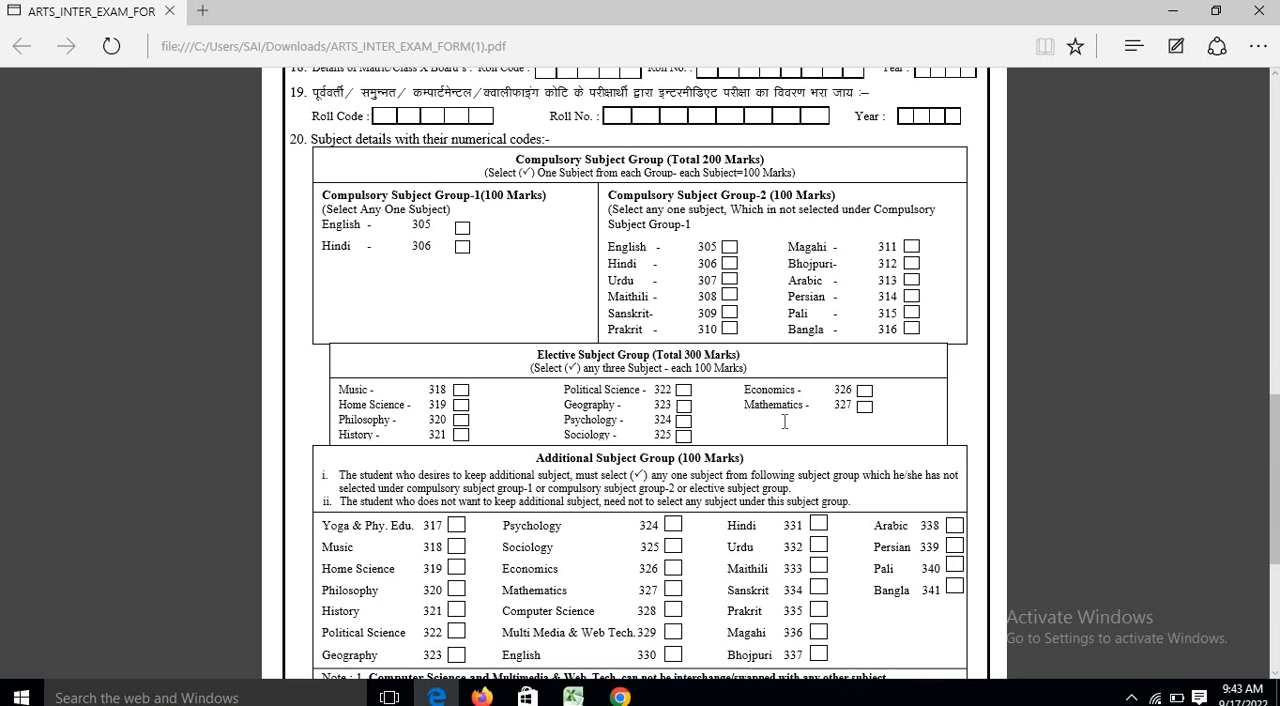 ARTS_INTER_EXAM_FOR
file:///C:/Users/SAI/Downloads/ARTS_INTER_EXAM_FORM(1).pdf
18. Details of Matric/Class X Board's : Roll Code : Roll No. : Year :
19. पूर्ववर्ती/ समुन्नत/ कम्पार्टमेन्टल/क्वालीफाइंग कोटि के परीक्षार्थी द्वारा इन्टरमीडिएट परीक्षा का विवरण भरा जाय :–
Roll Code : Roll No. : Year :
20. Subject details with their numerical codes:-
Compulsory Subject Group (Total 200 Marks)
(Select (✓) One Subject from each Group- each Subject=100 Marks)
Compulsory Subject Group-1(100 Marks)
(Select Any One Subject)
English - 305
Hindi - 306
Compulsory Subject Group-2 (100 Marks)
(Select any one subject, Which in not selected under Compulsory
Subject Group-1
English - 305 Magahi - 311
Hindi - 306 Bhojpuri- 312
Urdu - 307 Arabic - 313
Maithili - 308 Persian - 314
Sanskrit- 309 Pali - 315
Prakrit - 310 Bangla - 316
Elective Subject Group (Total 300 Marks)
(Select (✓) any three Subject - each 100 Marks)
Music - 318 Political Science - 322 Economics - 326
Home Science - 319 Geography - 323 Mathematics - 327
Philosophy - 320 Psychology - 324
History - 321 Sociology - 325
Additional Subject Group (100 Marks)
i. The student who desires to keep additional subject, must select (✓) any one subject from following subject group which he/she has not
selected under compulsory subject group-1 or compulsory subject group-2 or elective subject group.
ii. The student who does not want to keep additional subject, need not to select any subject under this subject group.
Yoga & Phy. Edu. 317 Psychology 324 Hindi 331 Arabic 338
Music 318 Sociology 325 Urdu 332 Persian 339
Home Science 319 Economics 326 Maithili 333 Pali 340
Philosophy 320 Mathematics 327 Sanskrit 334 Bangla 341
History 321 Computer Science 328 Prakrit 335
Political Science 322 Multi Media & Web Tech. 329 Magahi 336
Geography 323 English 330 Bhojpuri 337
Note : 1. Computer Science and Multimedia & Web. Tech. can not be interchange/swapped with any other subject
Activate Windows
Go to Settings to activate Windows.
Search the web and Windows
9:43 AM
9/17/2022